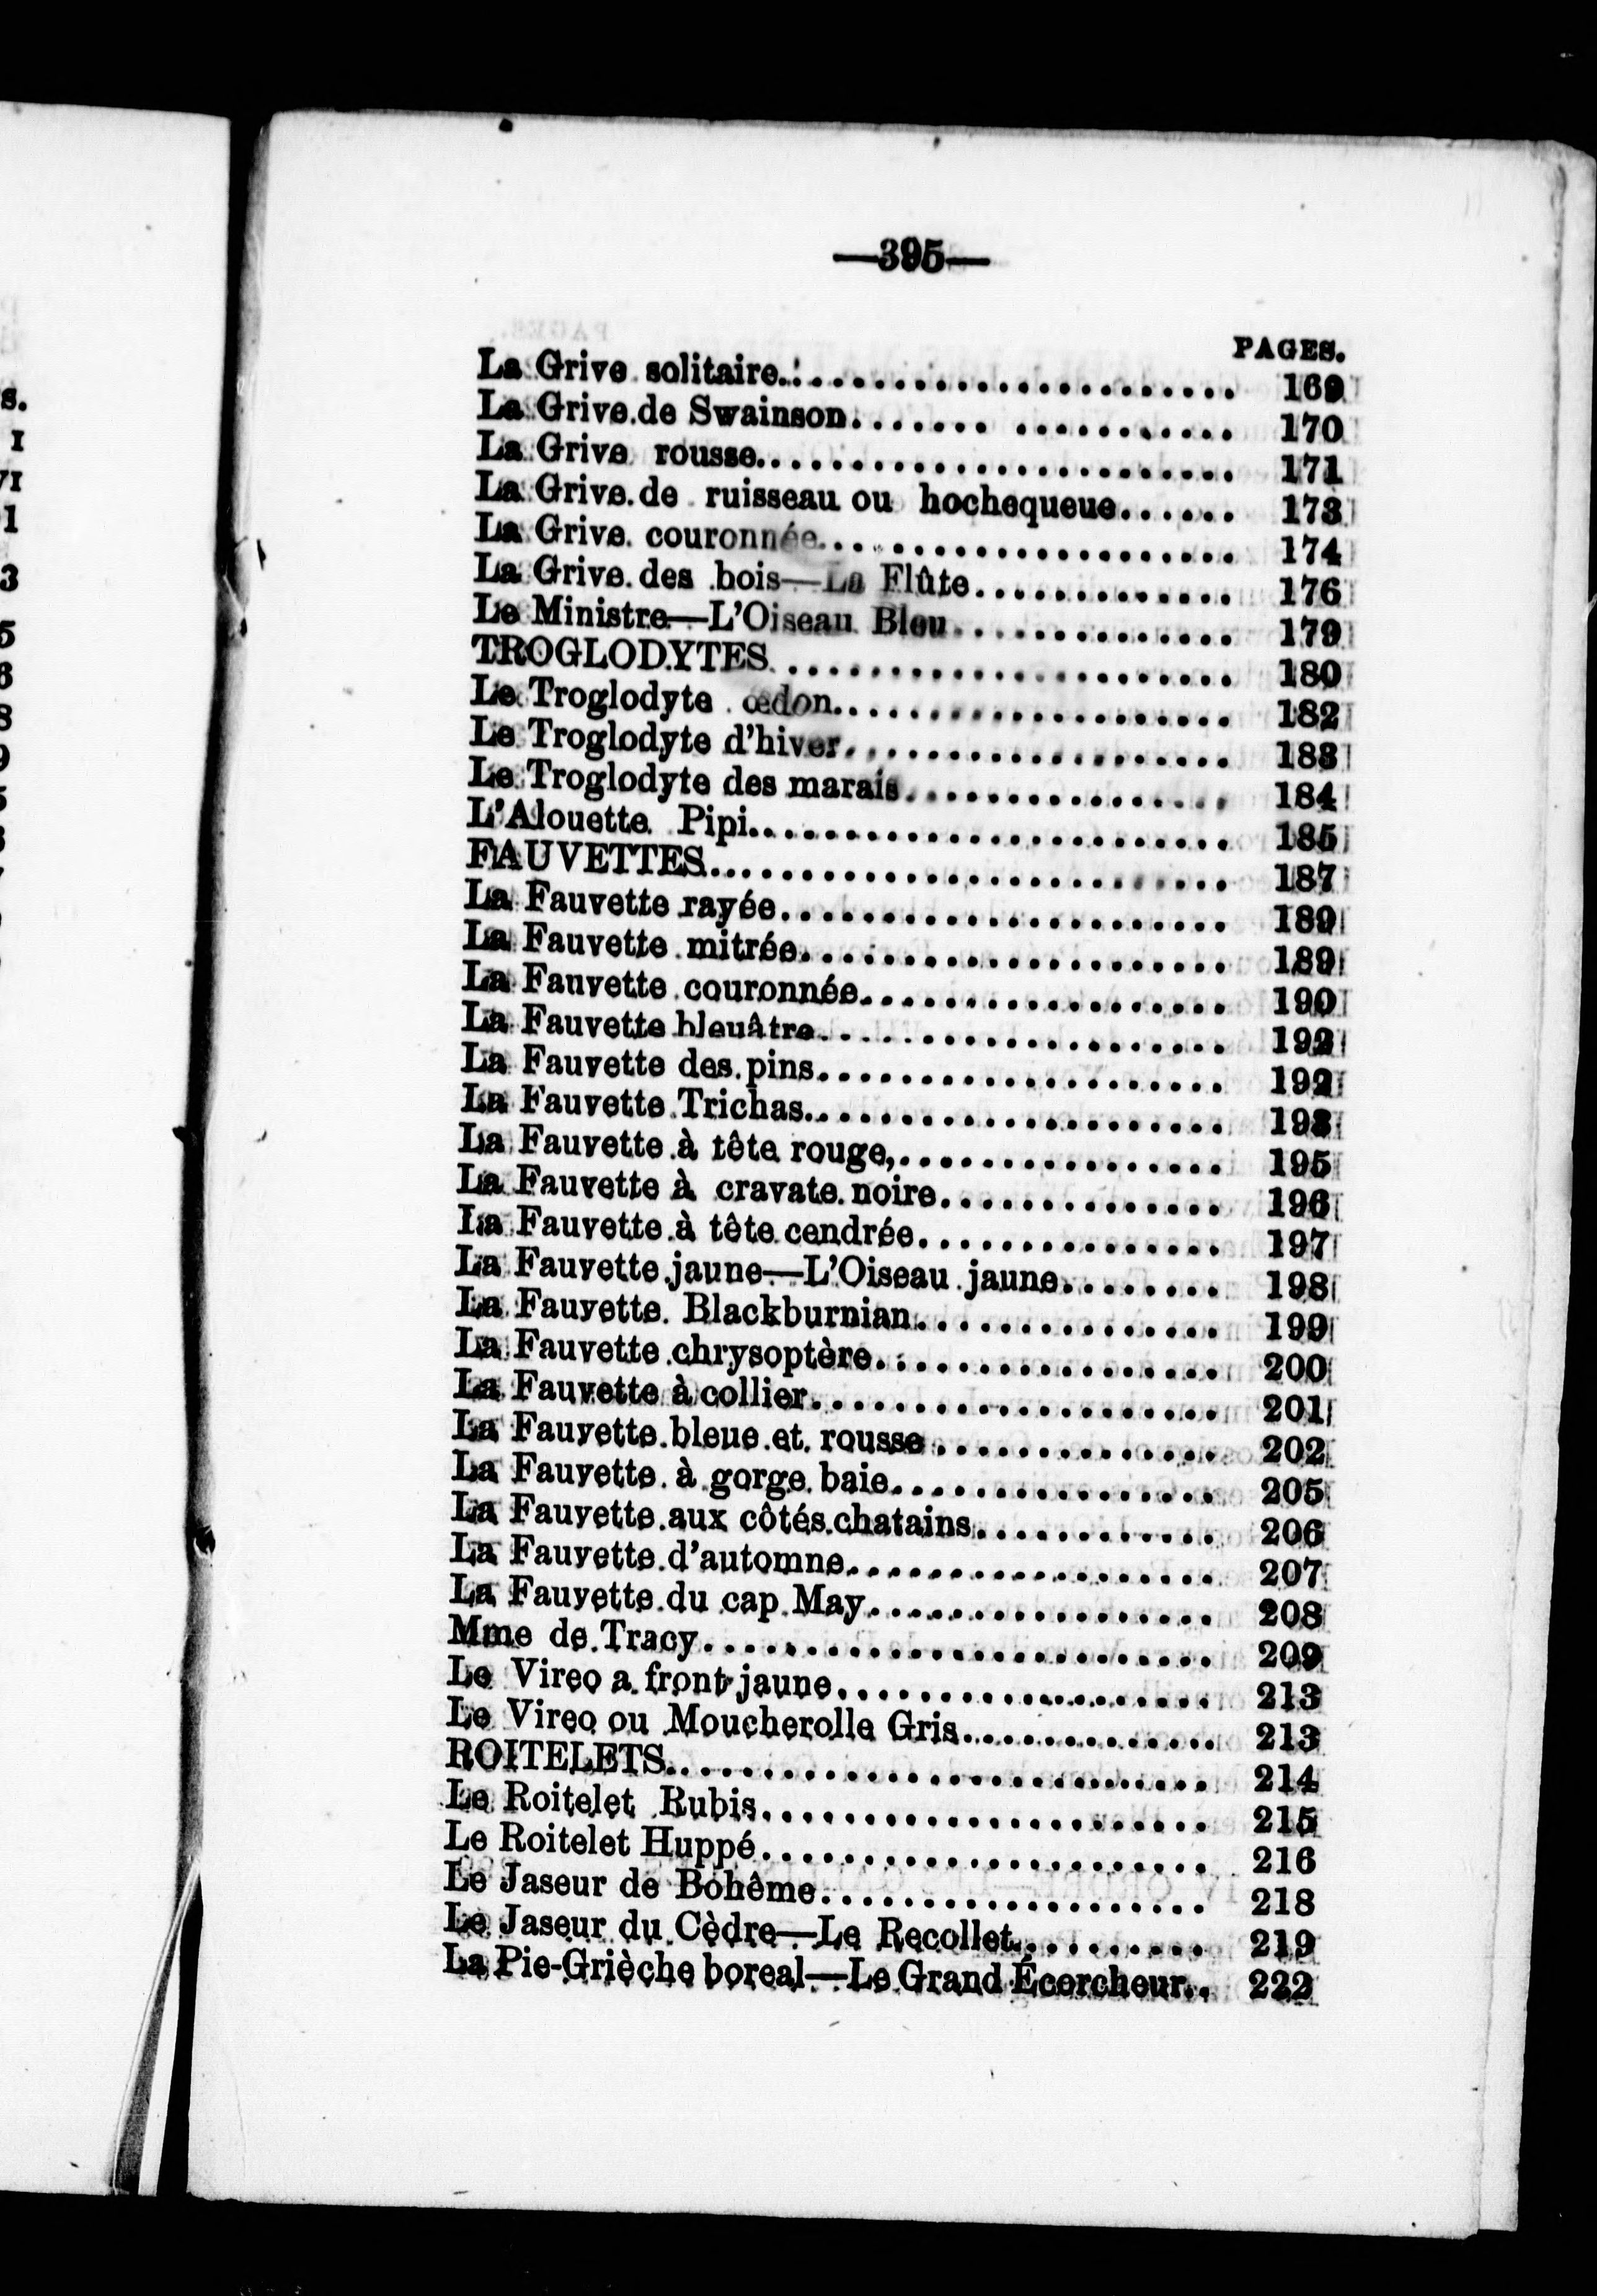 —395—
PAGES.
La Grive solitaire........................ 169
La Grive de Swainson....... ........... 170
La Grive rousse........................ 171
La Grive de ruisseau ou hochequeue...... 173
La Grive couronnée..................... 174
La Grive des bois—La Flûte............. 176
Le Ministre—L'Oiseau Bleu.............. 179
TROGLODYTES....................... 180
Le Troglodyte œdon.................... 182
Le Troglodyte d'hiver................... 183
Le Troglodyte des marais................ 184
L'Alouette Pipi........................ 185
FAUVETTES.......................... 187
La Fauvette rayée...................... 189
La Fauvette mitrée..................... 189
La Fauvette couronnée.................. 190
La Fauvette bleuâtre.................... 192
La Fauvette des pins.................... 192
La Fauvette Trichas..................... 193
La Fauvette à tête rouge,................ 195
La Fauvette à cravate noire.............. 196
La Fauvette à tête cendrée............... 197
La Fauvette jaune—L'Oiseau jaune........ 198
La Fauvette Blackburnian............... 199
La Fauvette chrysoptère................. 200
La Fauvette à collier.................... 201
La Fauvette bleue et rousse.............. 202
La Fauvette à gorge baie................ 205
La Fauvette aux côtés chatains............ 206
La Fauvette d'automne.................. 207
La Fauvette du cap May................. 208
Mme de Tracy......................... 209
Le Vireo a front jaune................... 213
Le Vireo ou Moucherolle Gris............. 213
ROITELETS........................... 214
Le Roitelet Rubis...................... 215
Le Roitelet Huppé...................... 216
Le Jaseur de Bohême................... 218
Le Jaseur du Cèdre—Le Recollet.......... 219
La Pie-Grièche boreal—Le Grand Écorcheur.. 222